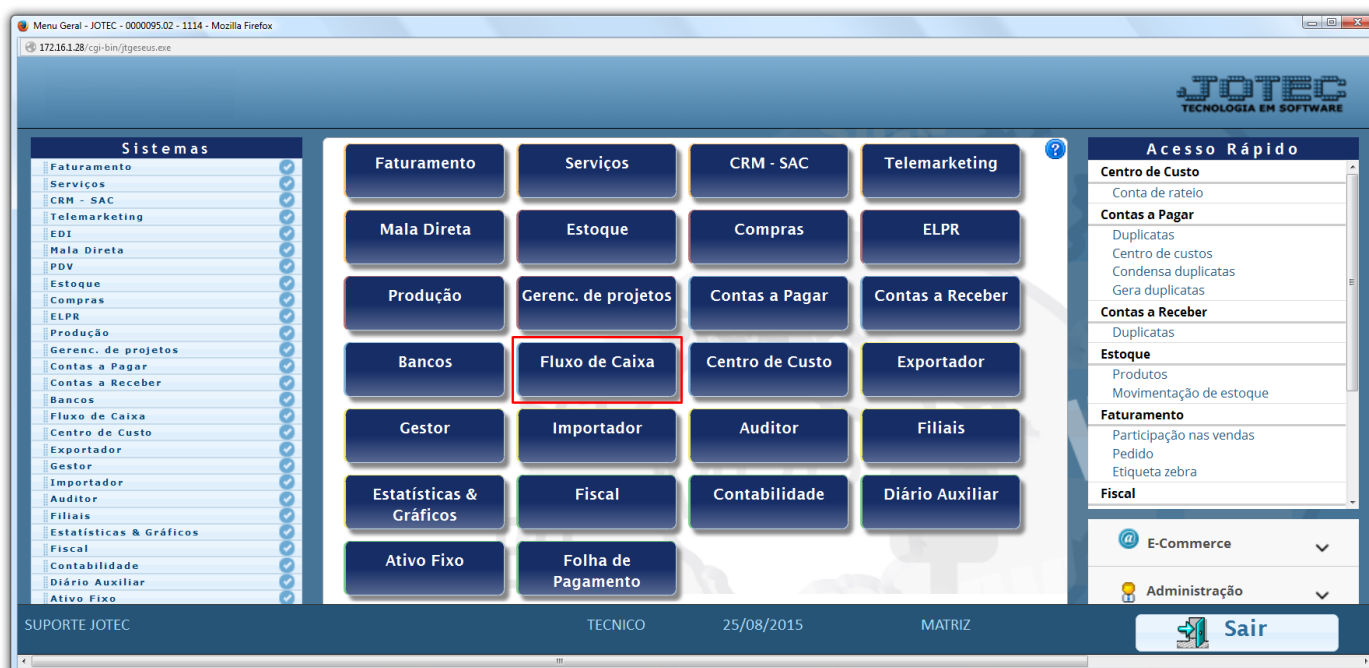 Menu Geral - JOTEC - 0000095.02 - 1114 - Mozilla Firefox
172.16.1.28/cgi-bin/jtgeseus.exe
JOTEC
TECNOLOGIA EM SOFTWARE
Sistemas
Faturamento
Serviços
CRM - SAC
Telemarketing
EDI
Mala Direta
PDV
Estoque
Compras
ELPR
Produção
Gerenc. de projetos
Contas a Pagar
Contas a Receber
Bancos
Fluxo de Caixa
Centro de Custo
Exportador
Gestor
Importador
Auditor
Filiais
Estatísticas & Gráficos
Fiscal
Contabilidade
Diário Auxiliar
Ativo Fixo
Faturamento
Serviços
CRM - SAC
Telemarketing
Mala Direta
Estoque
Compras
ELPR
Produção
Gerenc. de projetos
Contas a Pagar
Contas a Receber
Bancos
Fluxo de Caixa
Centro de Custo
Exportador
Gestor
Importador
Auditor
Filiais
Estatísticas &
Gráficos
Fiscal
Contabilidade
Diário Auxiliar
Ativo Fixo
Folha de
Pagamento
?
Acesso Rápido
Centro de Custo
Conta de rateio
Contas a Pagar
Duplicatas
Centro de custos
Condensa duplicatas
Gera duplicatas
Contas a Receber
Duplicatas
Estoque
Produtos
Movimentação de estoque
Faturamento
Participação nas vendas
Pedido
Etiqueta zebra
Fiscal
@ E-Commerce
Administração
SUPORTE JOTEC
TECNICO
25/08/2015
MATRIZ
Sair